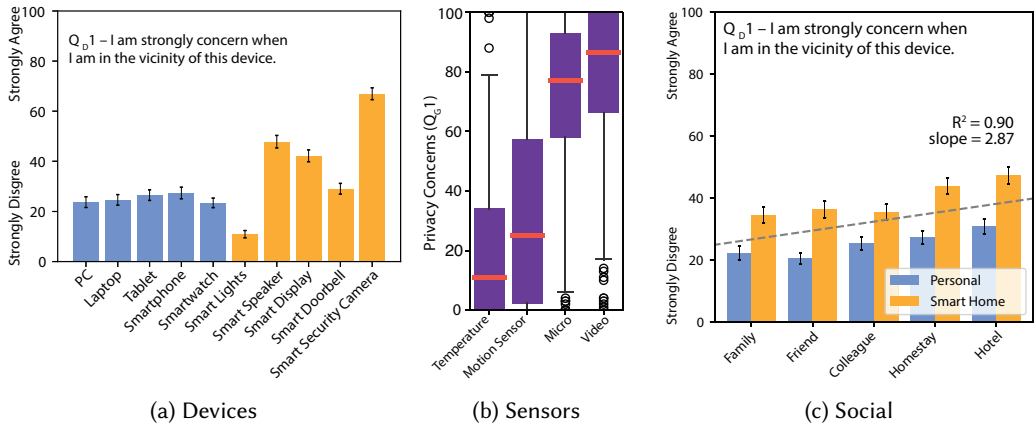 Strongly Agree
Strongly Disgree
100
80
60
40
20
0
Q D1 – I am strongly concern when
I am in the vicinity of this device.
PC
Laptop
Tablet
Smartphone
Smartwatch
Smart Lights
Smart Speaker
Smart Display
Smart Doorbell
Smart Security Camera
(a) Devices
Privacy Concerns (QG1)
100
80
60
40
20
0
Temperature
Motion Sensor
Micro
Video
(b) Sensors
Strongly Agree
Strongly Disgree
100
80
60
40
20
0
Q D1 – I am strongly concern when
I am in the vicinity of this device.
R² = 0.90
slope = 2.87
Personal
Smart Home
Family
Friend
Colleague
Homestay
Hotel
(c) Social